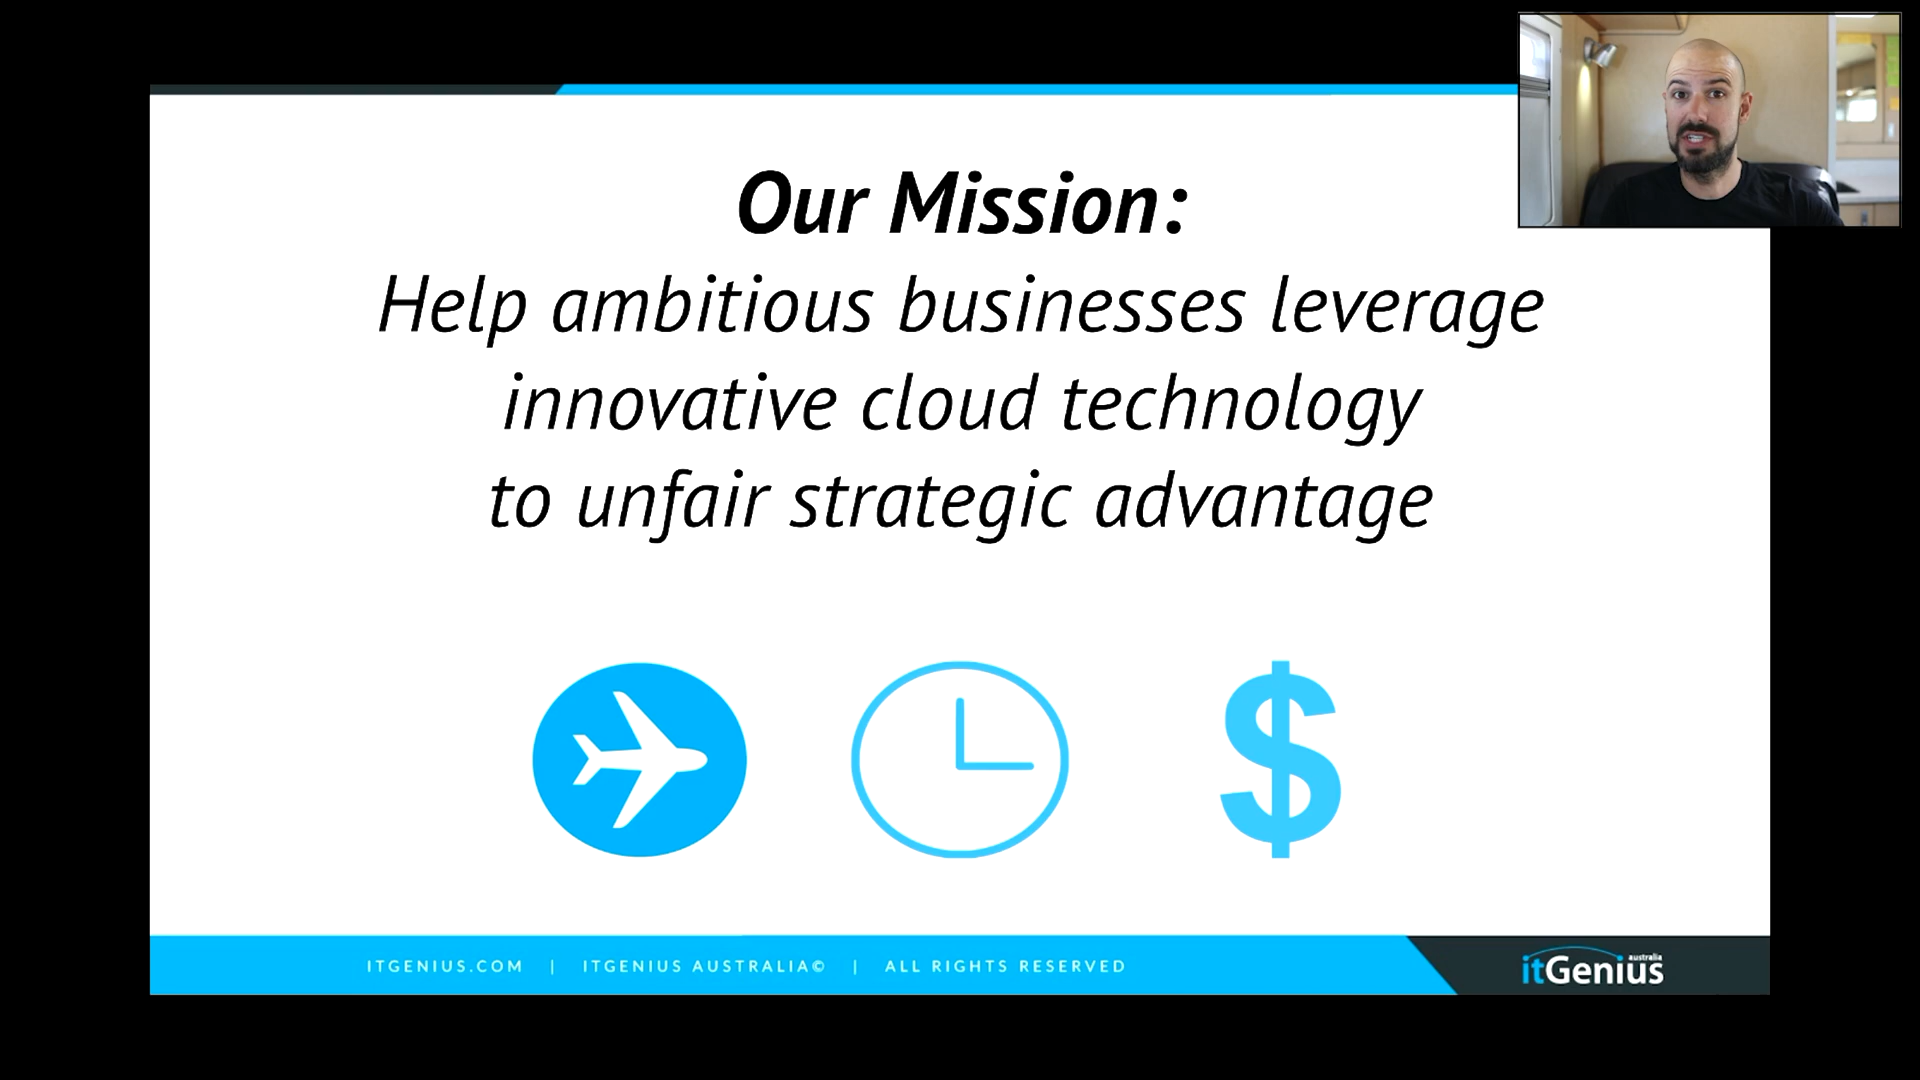 Our Mission:
Help ambitious businesses leverage
innovative cloud technology
to unfair strategic advantage
$
ITGENIUS.COM | ITGENIUS AUSTRALIA© | ALL RIGHTS RESERVED
itGenius australia